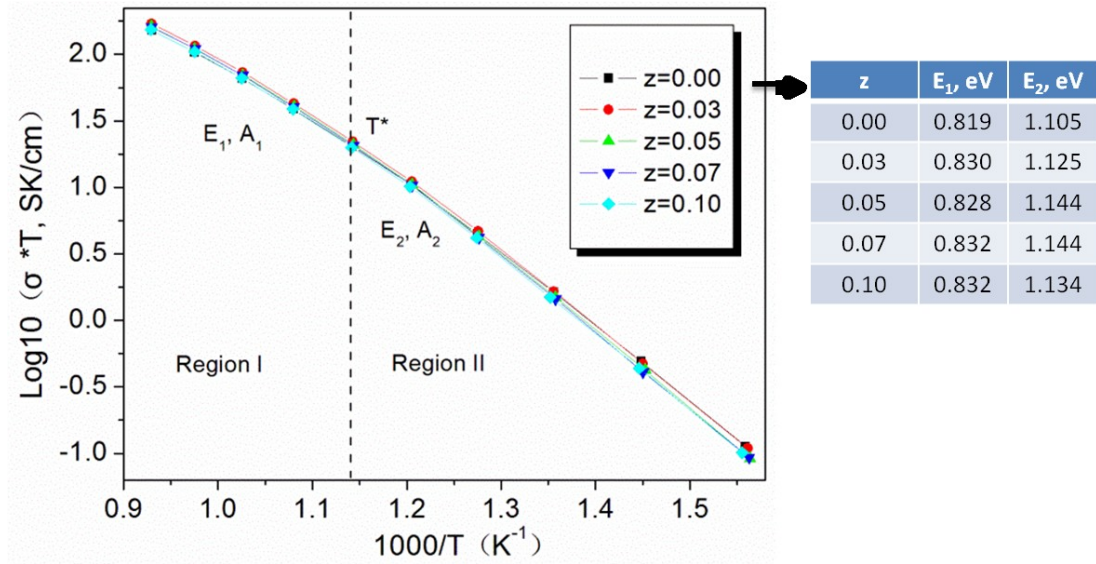 Log10 (σ *T, SK/cm)
2.0
1.5
1.0
0.5
0.0
-0.5
-1.0
E₁, A₁
T*
E₂, A₂
Region I
Region II
z=0.00
z=0.03
z=0.05
z=0.07
z=0.10
0.9 1.0 1.1 1.2 1.3 1.4 1.5
1000/T (K⁻¹)
z E₁, eV E₂, eV
0.00 0.819 1.105
0.03 0.830 1.125
0.05 0.828 1.144
0.07 0.832 1.144
0.10 0.832 1.134